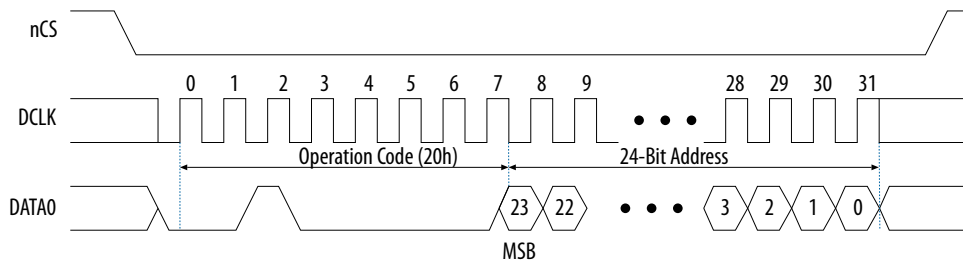 nCS
0 1 2 3 4 5 6 7 8 9 28 29 30 31
DCLK
Operation Code (20h) 24-Bit Address
DATA0 23 22 3 2 1 0
MSB